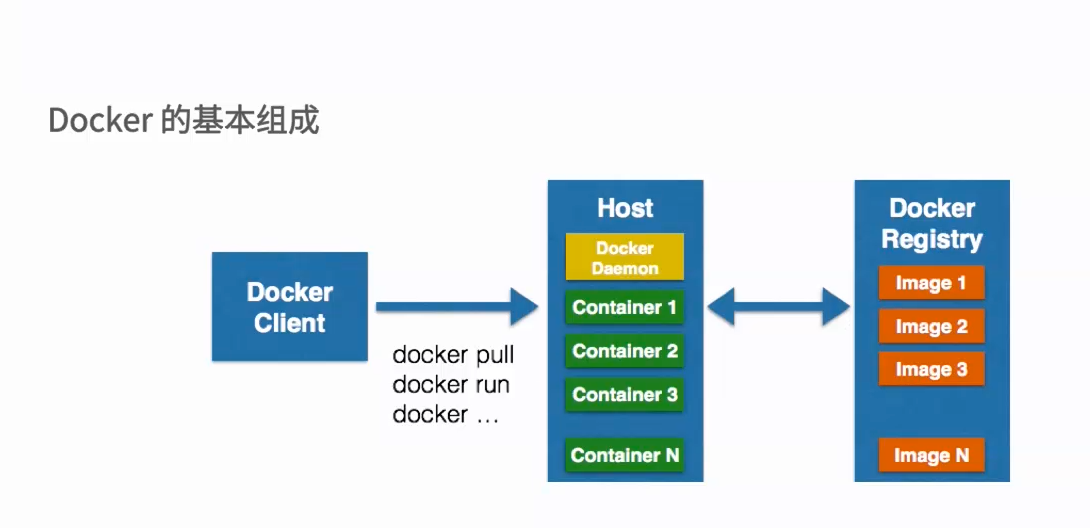 Docker 的基本组成
Docker
Client
docker pull
docker run
docker …
Host
Docker
Daemon
Container 1
Container 2
Container 3
Container N
Docker
Registry
Image 1
Image 2
Image 3
Image N